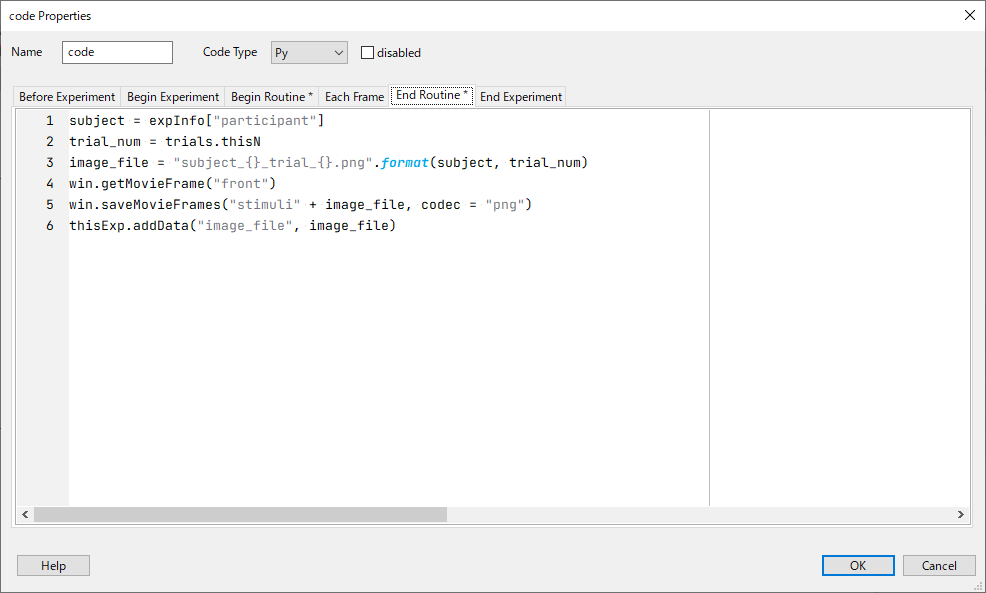 code Properties
Name code Code Type Py disabled
Before Experiment Begin Experiment Begin Routine * Each Frame End Routine * End Experiment
1 subject = expInfo["participant"]
2 trial_num = trials.thisN
3 image_file = "subject_{}_trial_{}.png".format(subject, trial_num)
4 win.getMovieFrame("front")
5 win.saveMovieFrames("stimuli" + image_file, codec = "png")
6 thisExp.addData("image_file", image_file)
Help OK Cancel